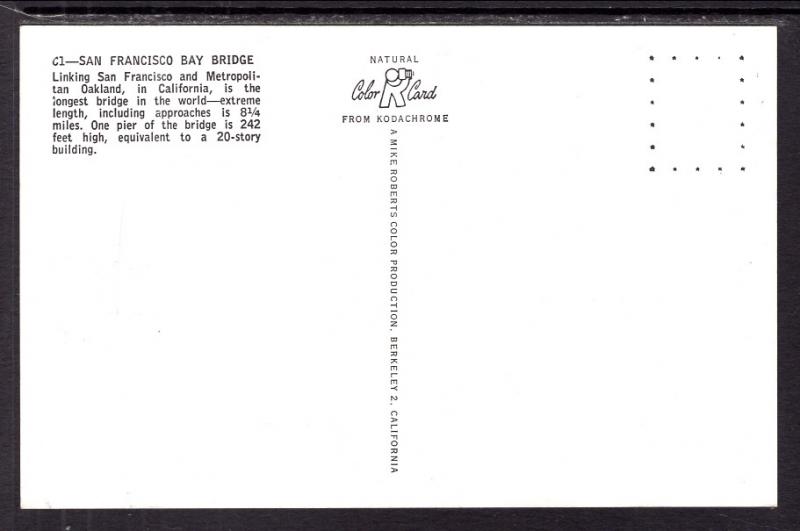 C1—SAN FRANCISCO BAY BRIDGE
Linking San Francisco and Metropoli-
tan Oakland, in California, is the
longest bridge in the world—extreme
length, including approaches is 8¼
miles. One pier of the bridge is 242
feet high, equivalent to a 20-story
building.
NATURAL
Color Card
FROM KODACHROME
A MIKE ROBERTS COLOR PRODUCTION, BERKELEY 2, CALIFORNIA